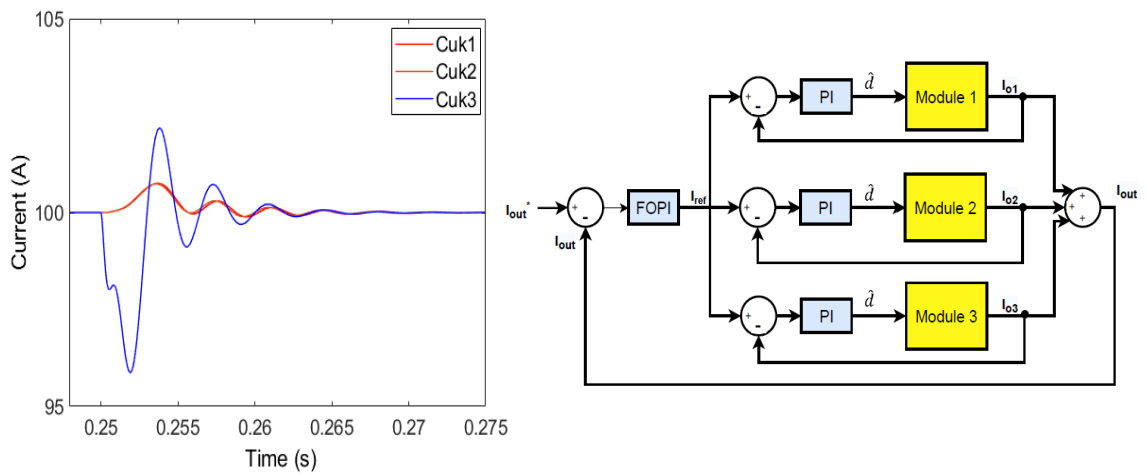 105
100
95
Current (A)
0.25 0.255 0.26 0.265 0.27 0.275
Time (s)
Cuk1
Cuk2
Cuk3
+
-
PI
d̂
Module 1
Io1
Iout*
-
Iout
FOPI
Iref
+
-
PI
d̂
Module 2
Io2
+
+
+
Iout
+
-
PI
d̂
Module 3
Io3